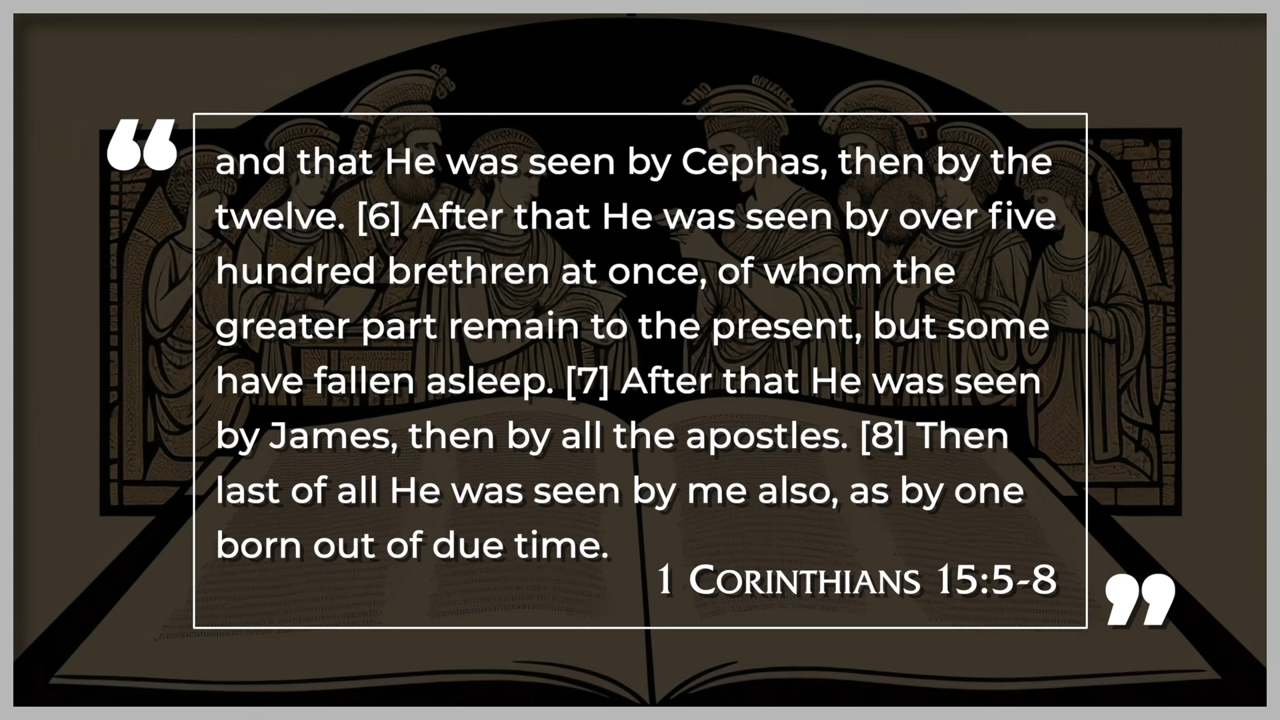 “
and that He was seen by Cephas, then by the
twelve. [6] After that He was seen by over five
hundred brethren at once, of whom the
greater part remain to the present, but some
have fallen asleep. [7] After that He was seen
by James, then by all the apostles. [8] Then
last of all He was seen by me also, as by one
born out of due time.
1 Corinthians 15:5-8
”